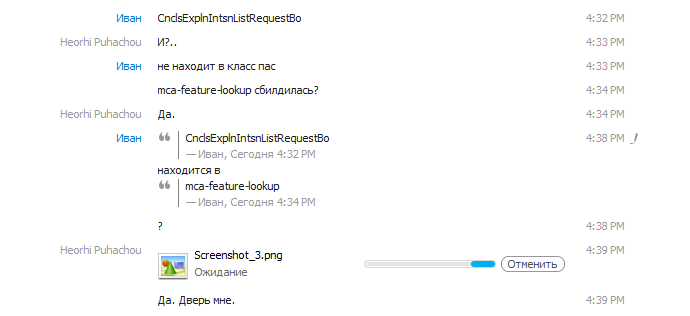 Иван CnclsExplnIntsnListRequestBo 4:32 PM
Heorhi Puhachou И?.. 4:33 PM
Иван не находит в класс пас 4:33 PM
mca-feature-lookup сбилдилась? 4:34 PM
Heorhi Puhachou Да. 4:34 PM
Иван CnclsExplnIntsnListRequestBo 4:38 PM
— Иван, Сегодня 4:32 PM
находится в
mca-feature-lookup
— Иван, Сегодня 4:34 PM
? 4:38 PM
Heorhi Puhachou Screenshot_3.png 4:39 PM
Ожидание Отменить
Да. Дверь мне. 4:39 PM